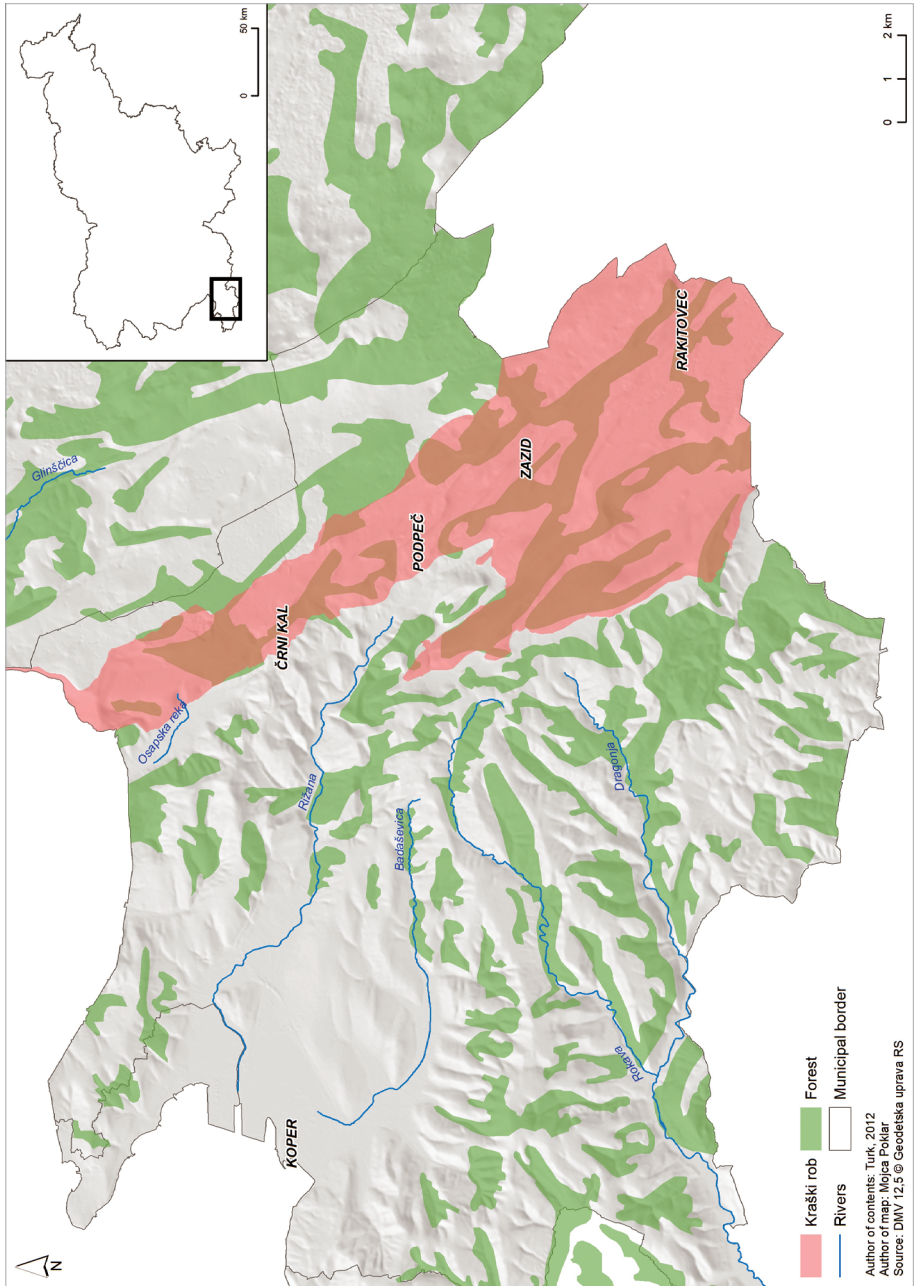 N
0
50 km
Glinščica
Osapska reka
ČRNI KAL
Rižana
PODPEČ
KOPER
Badaševica
ZAZID
Dragonja
Rokava
RAKITOVEC
Kraški rob
Forest
Rivers
Municipal border
Author of contents: Turk, 2012
Author of map: Mojca Poklar
Source: DMV 12,5 © Geodetska uprava RS
0 1 2 km